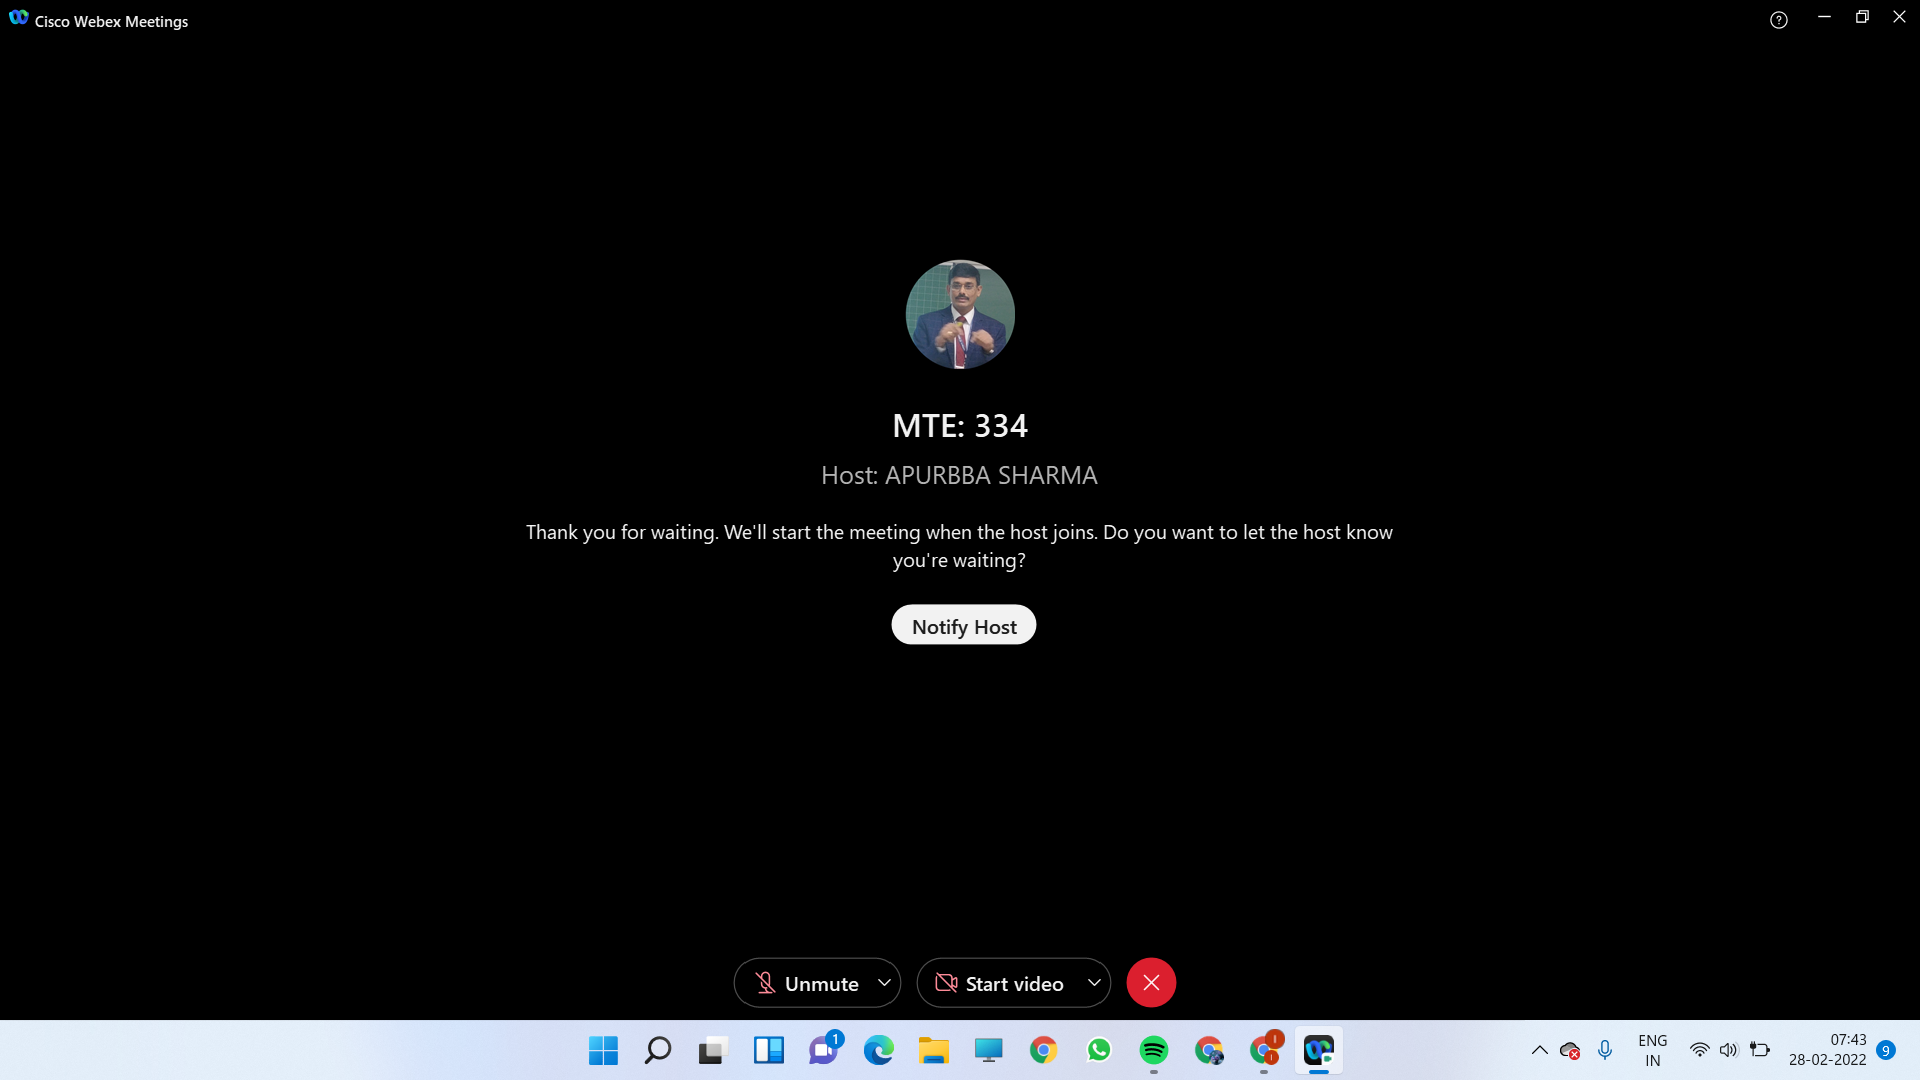 Cisco Webex Meetings
MTE: 334
Host: APURBBA SHARMA
Thank you for waiting. We'll start the meeting when the host joins. Do you want to let the host know
you're waiting?
Notify Host
Unmute
Start video
1
ENG
IN
07:43
28-02-2022
9